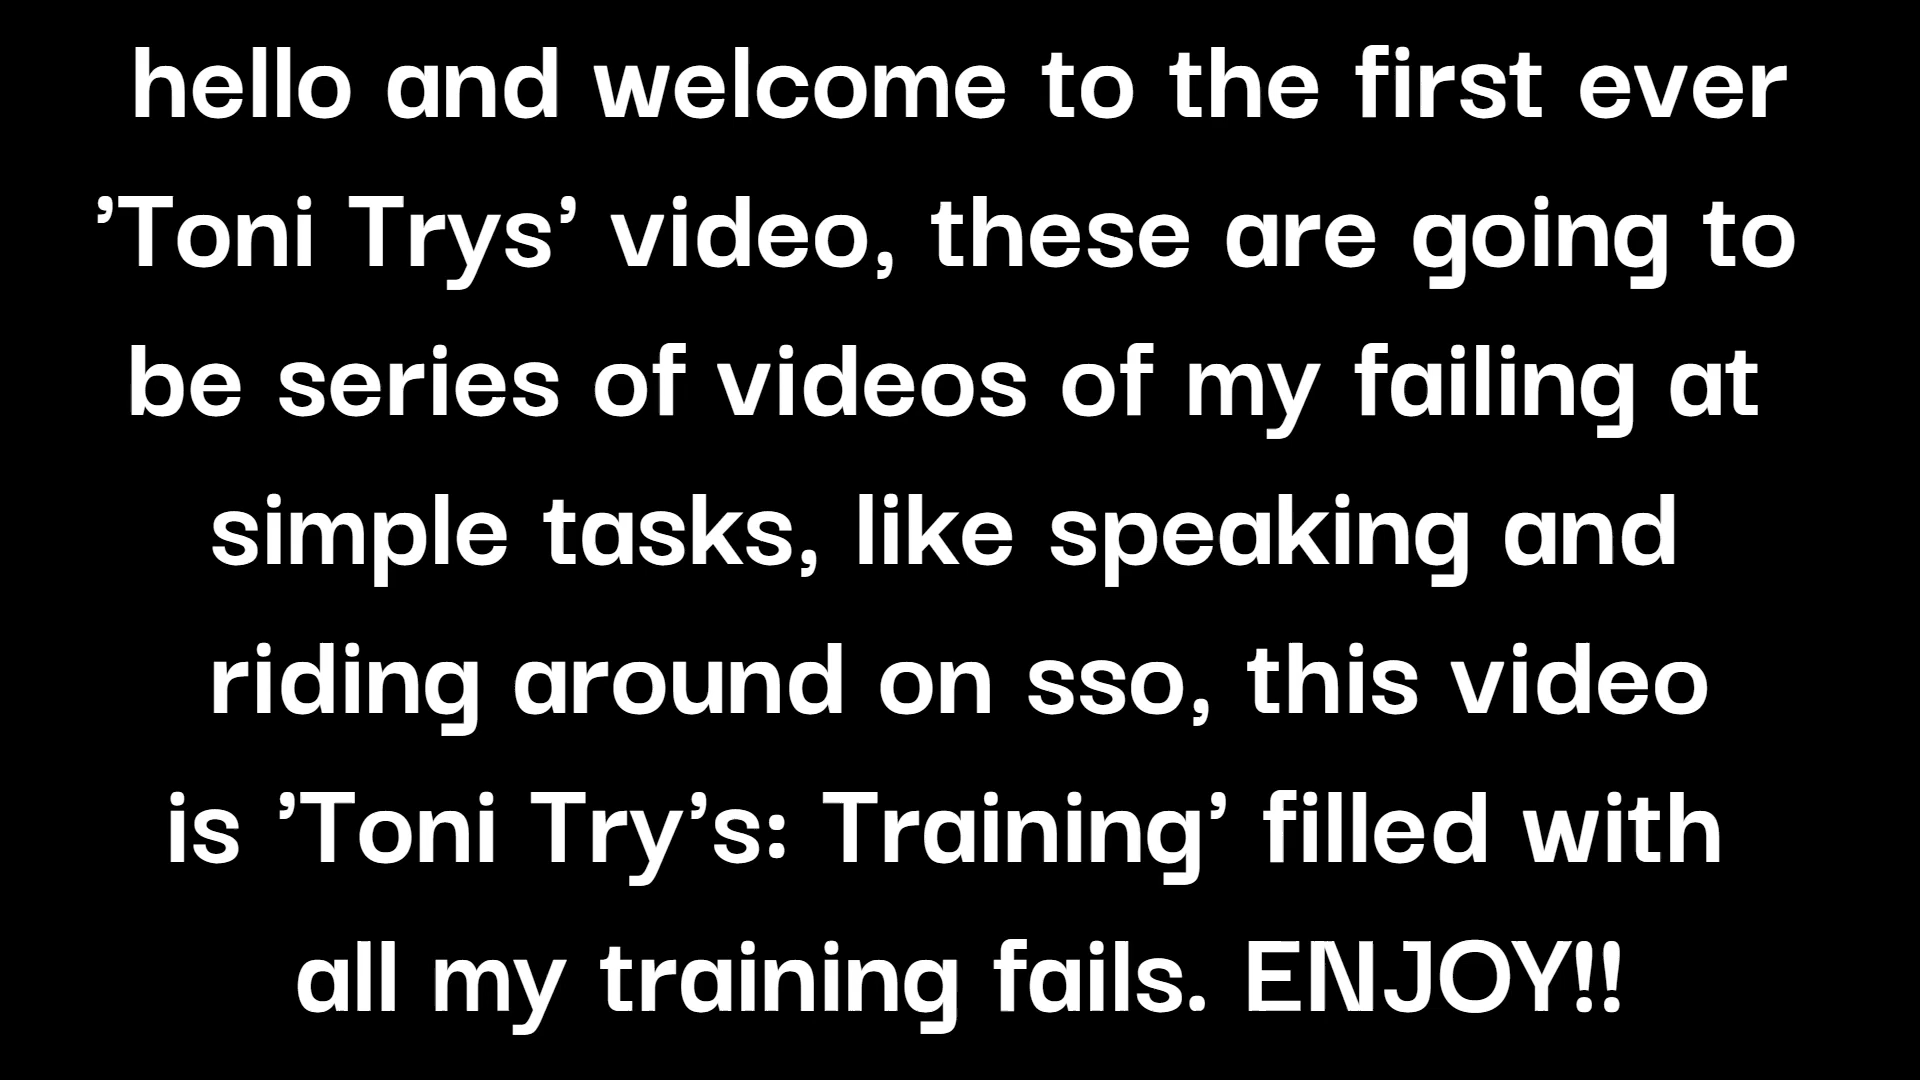 hello and welcome to the first ever
’Toni Trys’ video, these are going to
be series of videos of my failing at
simple tasks, like speaking and
riding around on sso, this video
is ’Toni Try’s: Training’ filled with
all my training fails. ENJOY!!